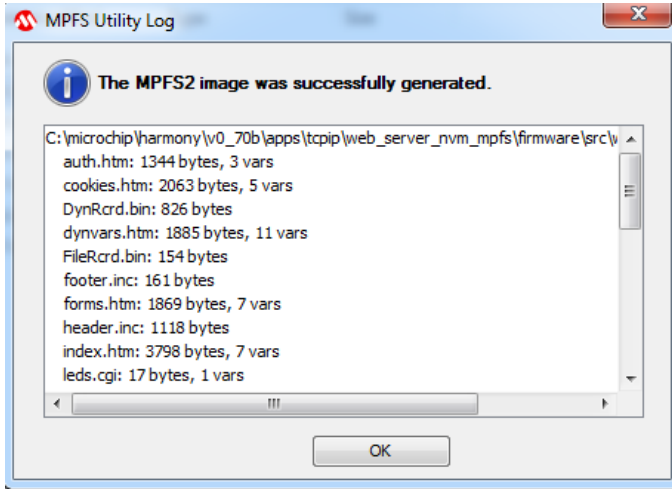 MPFS Utility Log
The MPFS2 image was successfully generated.
C:\microchip\harmony\v0_70b\apps\tcpip\web_server_nvm_mpfs\firmware\src\
auth.htm: 1344 bytes, 3 vars
cookies.htm: 2063 bytes, 5 vars
DynRcrd.bin: 826 bytes
dynvars.htm: 1885 bytes, 11 vars
FileRcrd.bin: 154 bytes
footer.inc: 161 bytes
forms.htm: 1869 bytes, 7 vars
header.inc: 1118 bytes
index.htm: 3798 bytes, 7 vars
leds.cgi: 17 bytes, 1 vars
OK